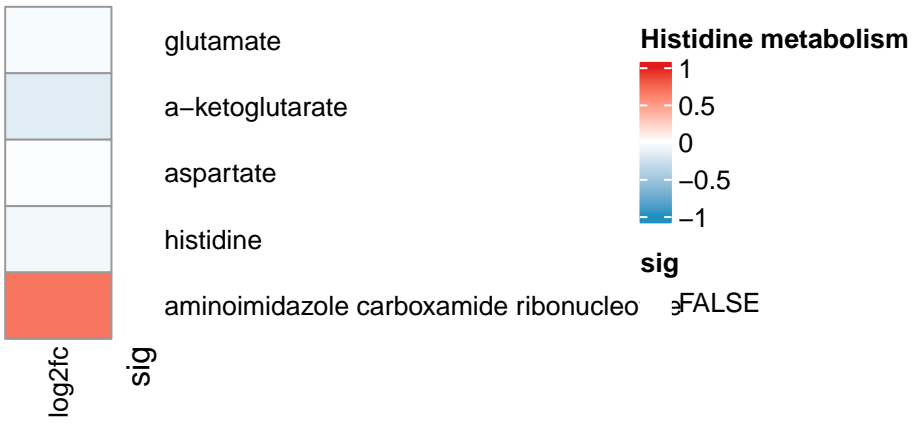 glutamate
a−ketoglutarate
aspartate
histidine
aminoimidazole carboxamide ribonucleo
log2fc
sig
Histidine metabolism
1
0.5
0
−0.5
−1
sig
FALSE